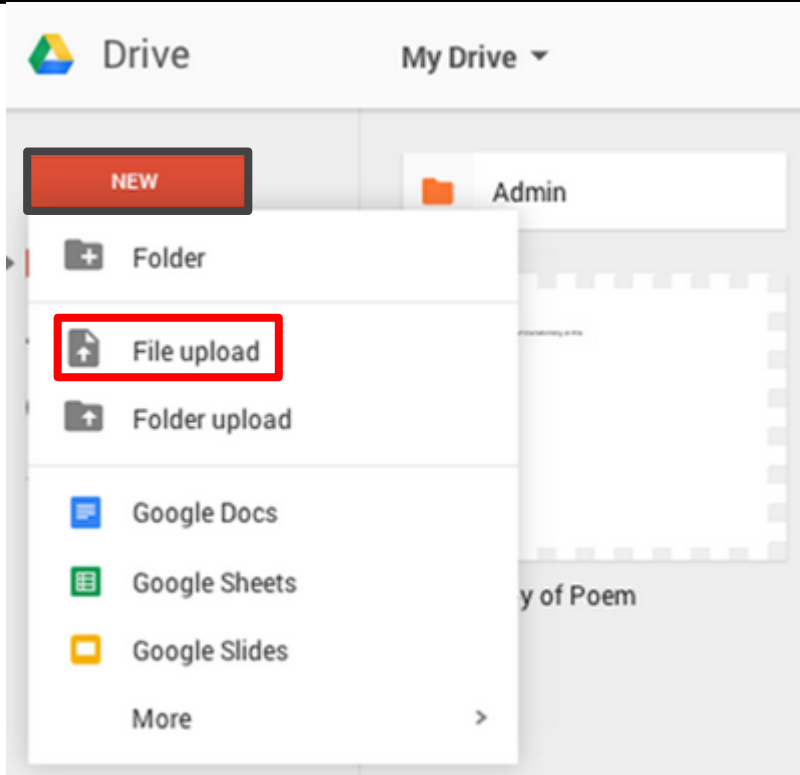 Drive
My Drive
NEW
Admin
Folder
File upload
Folder upload
Google Docs
Google Sheets
y of Poem
Google Slides
More